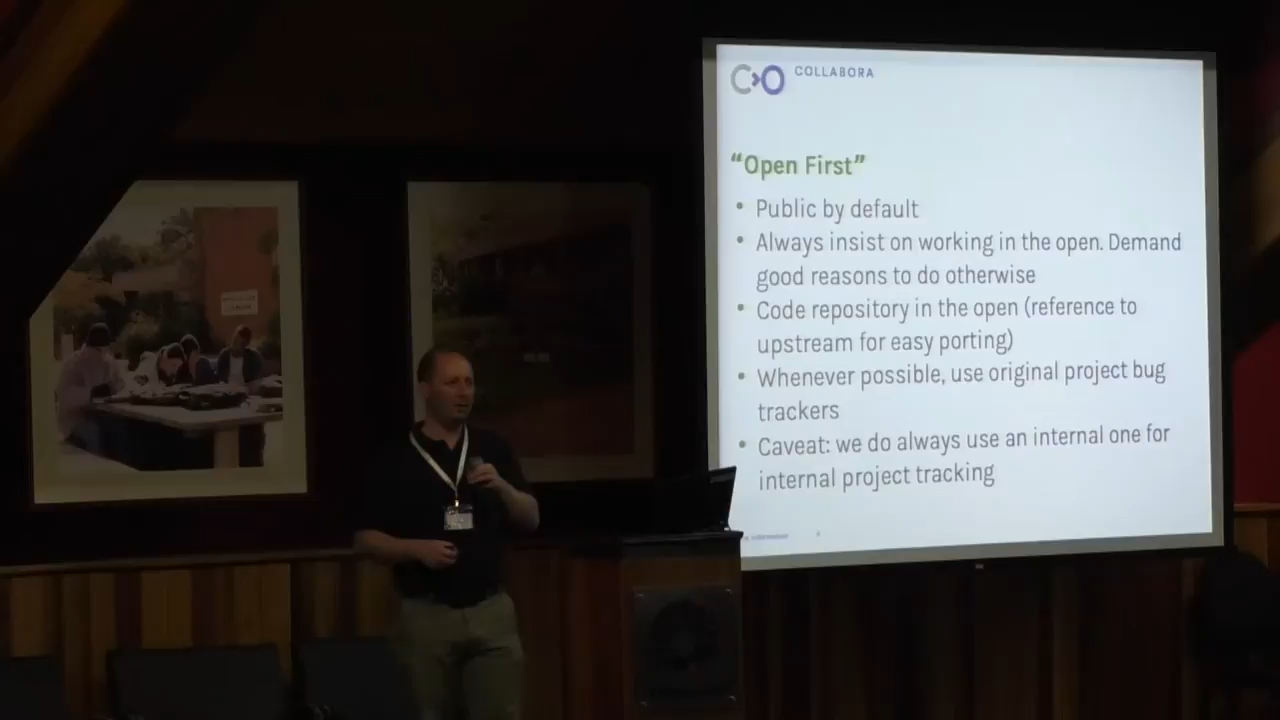 COLLABORA
“Open First”
• Public by default
• Always insist on working in the open. Demand
good reasons to do otherwise
• Code repository in the open (reference to
upstream for easy porting)
• Whenever possible, use original project bug
trackers
• Caveat: we do always use an internal one for
internal project tracking